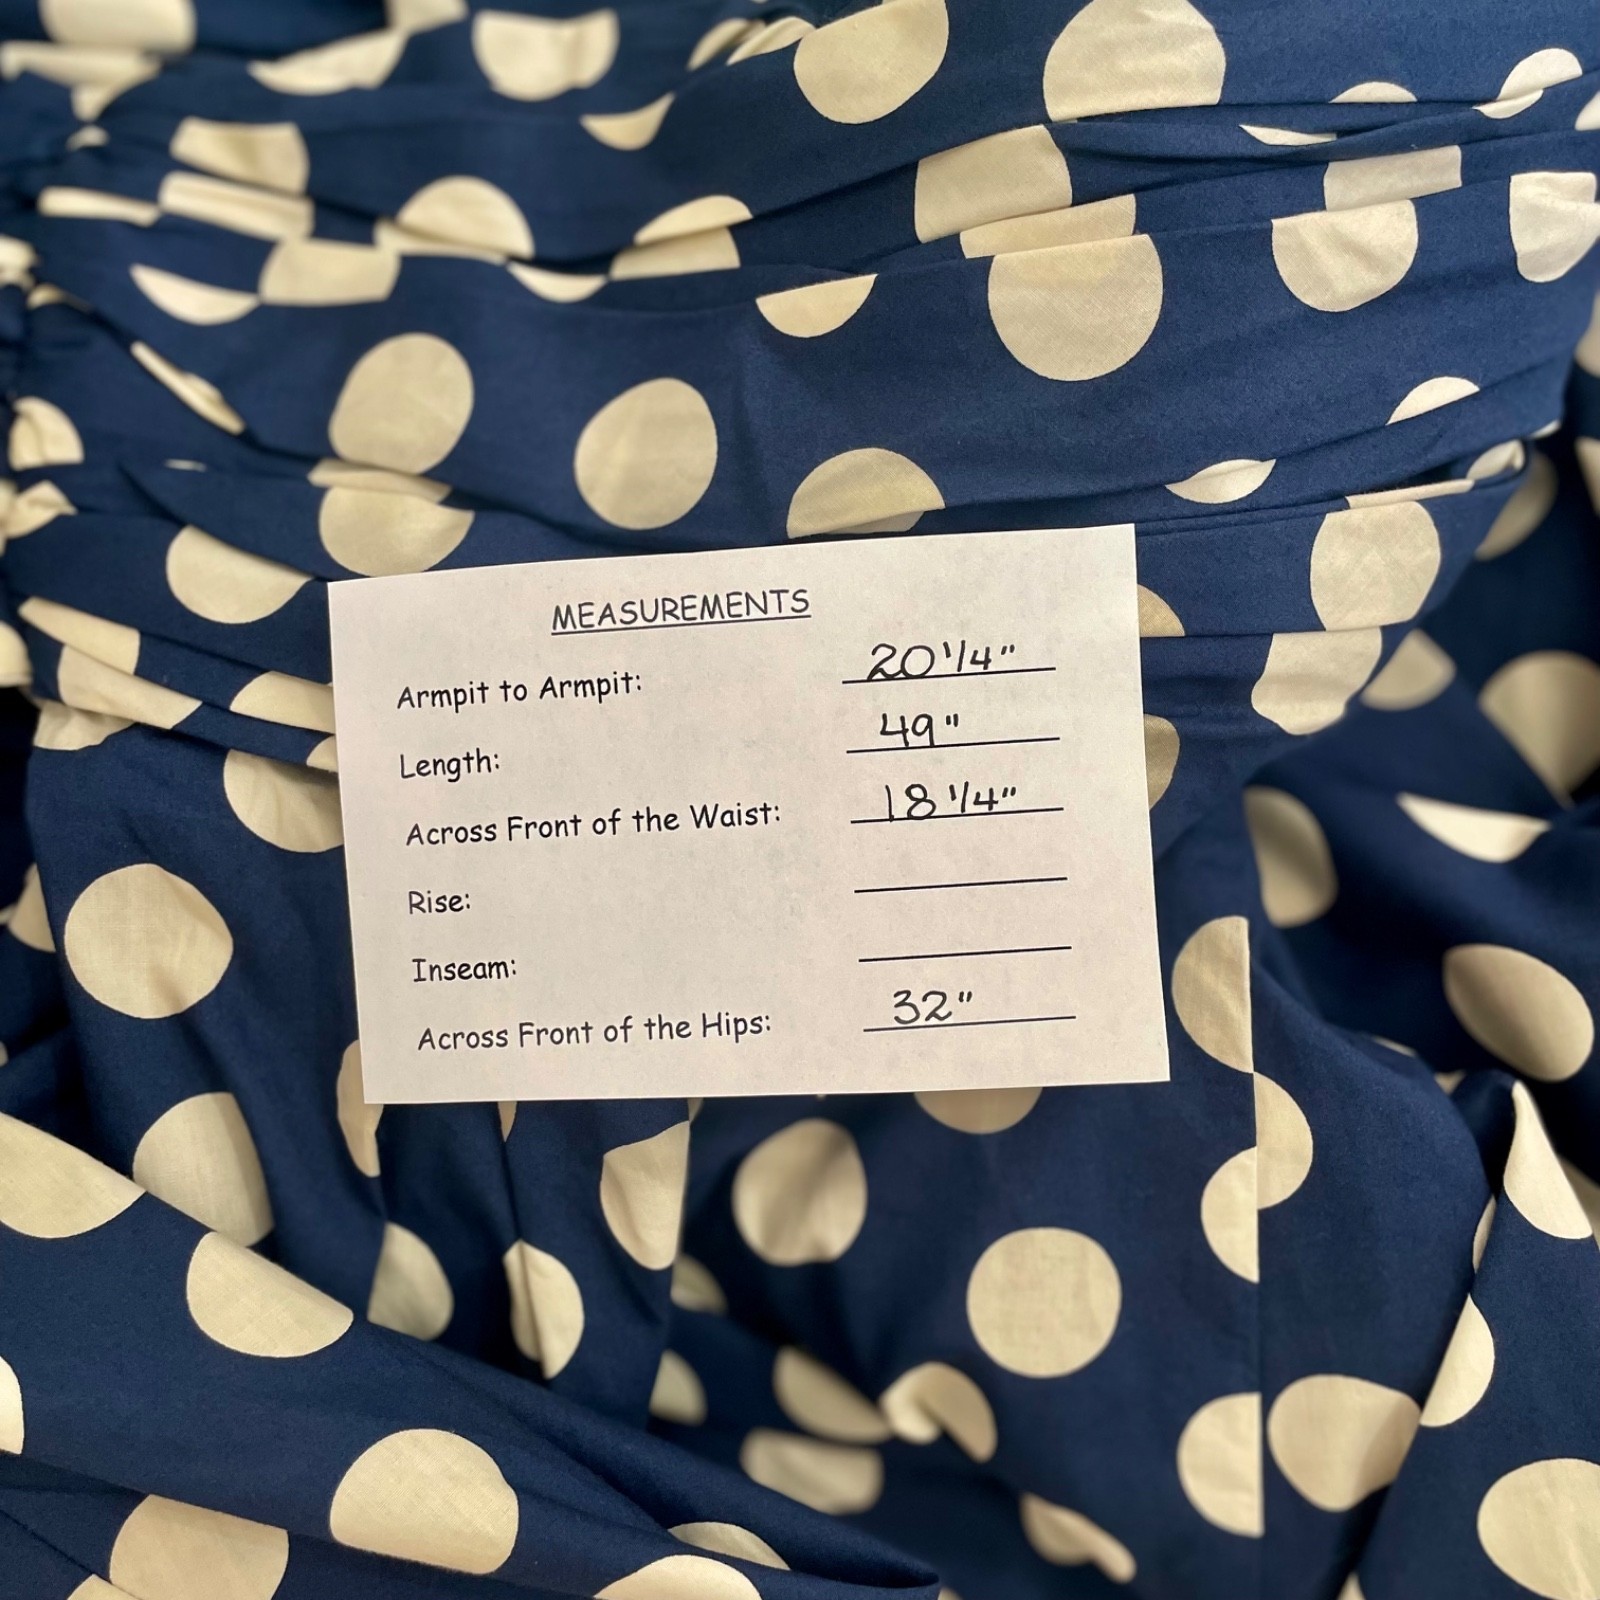 MEASUREMENTS
Armpit to Armpit: 20 1/4"
Length: 49"
Across Front of the Waist: 18 1/4"
Rise:
Inseam:
Across Front of the Hips: 32"